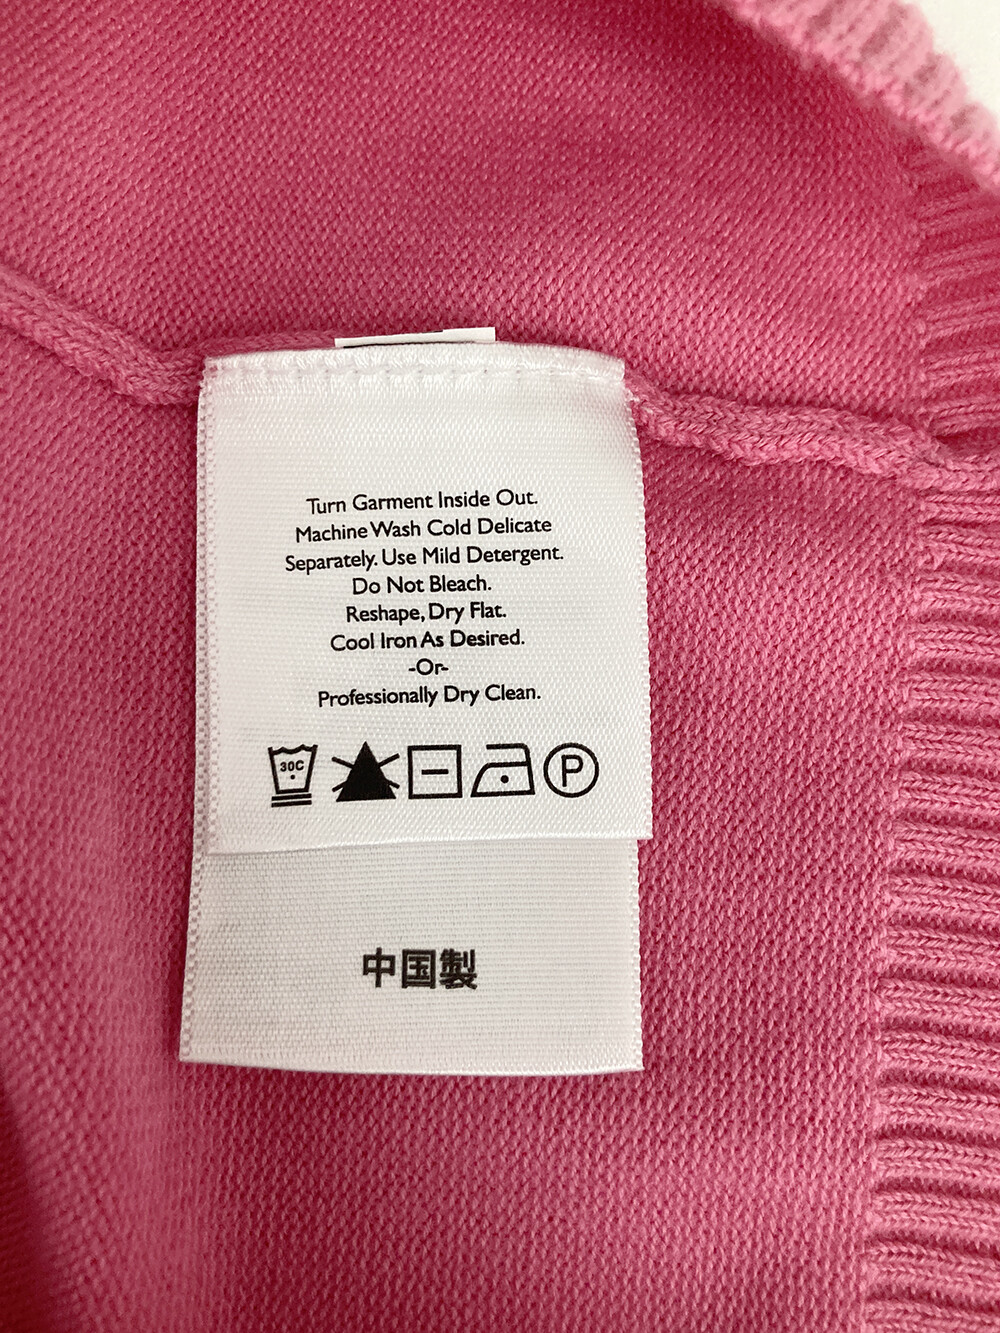 Turn Garment Inside Out.
Machine Wash Cold Delicate
Separately. Use Mild Detergent.
Do Not Bleach.
Reshape, Dry Flat.
Cool Iron As Desired.
-Or-
Professionally Dry Clean.
30C P
中国製